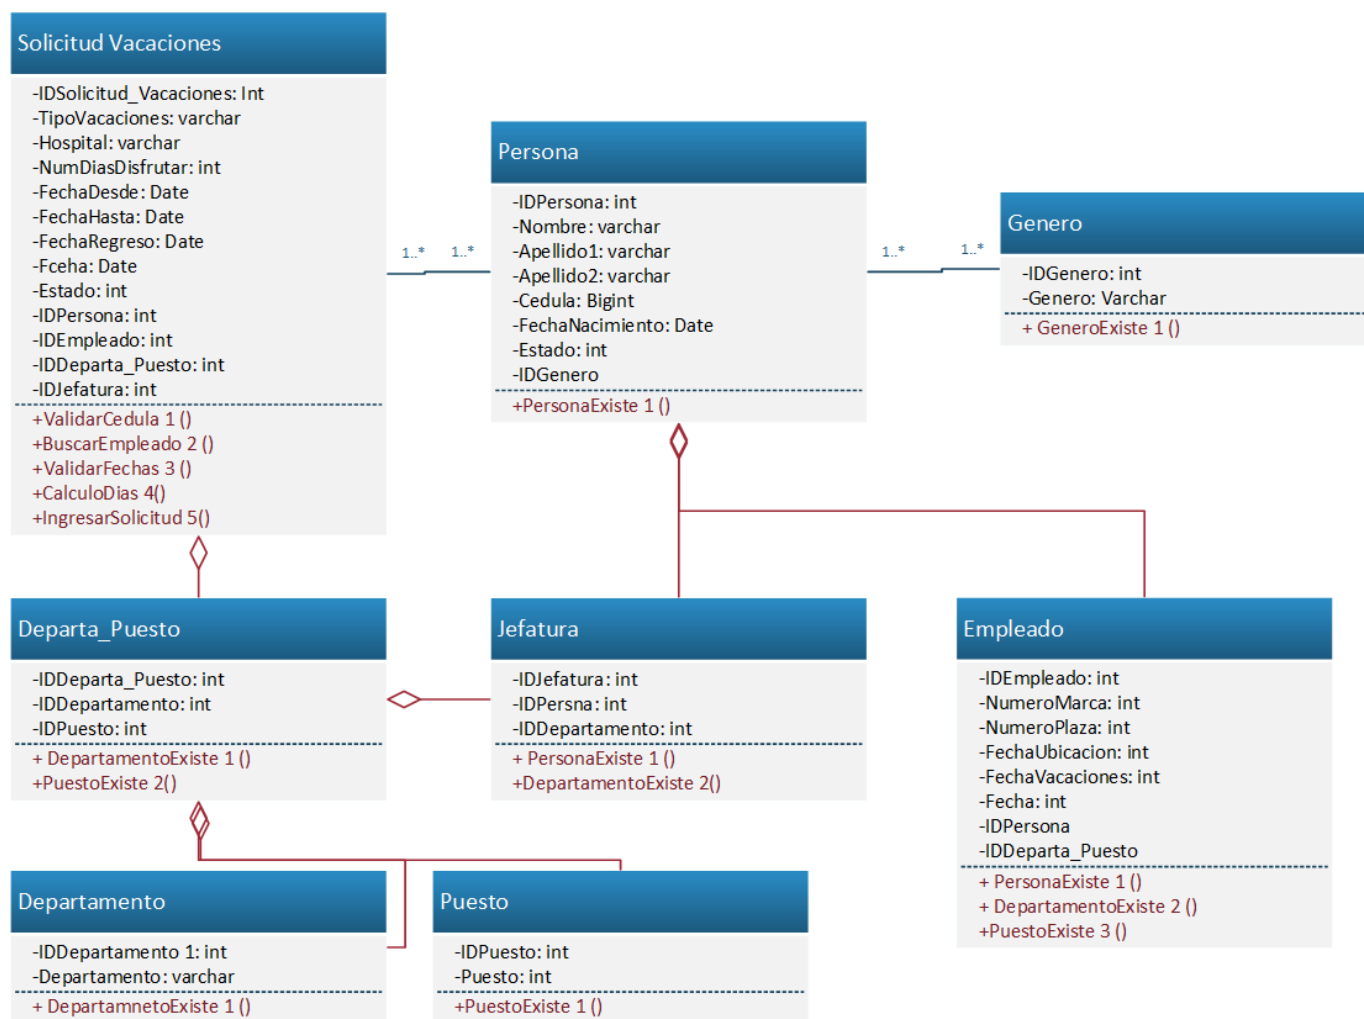 Solicitud Vacaciones
-IDSolicitud_Vacaciones: Int
-TipoVacaciones: varchar
-Hospital: varchar
-NumDiasDisfrutar: int
-FechaDesde: Date
-FechaHasta: Date
-FechaRegreso: Date
-Fceha: Date
-Estado: int
-IDPersona: int
-IDEmpleado: int
-IDDeparta_Puesto: int
-IDJefatura: int
+ValidarCedula 1 ()
+BuscarEmpleado 2 ()
+ValidarFechas 3 ()
+CalculoDias 4()
+IngresarSolicitud 5()
1..* 1..*
Persona
-IDPersona: int
-Nombre: varchar
-Apellido1: varchar
-Apellido2: varchar
-Cedula: Bigint
-FechaNacimiento: Date
-Estado: int
-IDGenero
+PersonaExiste 1 ()
1..* 1..*
Genero
-IDGenero: int
-Genero: Varchar
+ GeneroExiste 1 ()
Departa_Puesto
-IDDeparta_Puesto: int
-IDDepartamento: int
-IDPuesto: int
+ DepartamentoExiste 1 ()
+PuestoExiste 2()
Jefatura
-IDJefatura: int
-IDPersna: int
-IDDepartamento: int
+ PersonaExiste 1 ()
+DepartamentoExiste 2()
Empleado
-IDEmpleado: int
-NumeroMarca: int
-NumeroPlaza: int
-FechaUbicacion: int
-FechaVacaciones: int
-Fecha: int
-IDPersona
-IDDeparta_Puesto
+ PersonaExiste 1 ()
+ DepartamentoExiste 2 ()
+PuestoExiste 3 ()
Departamento
-IDDepartamento 1: int
-Departamento: varchar
+ DepartamnetoExiste 1 ()
Puesto
-IDPuesto: int
-Puesto: int
+PuestoExiste 1 ()